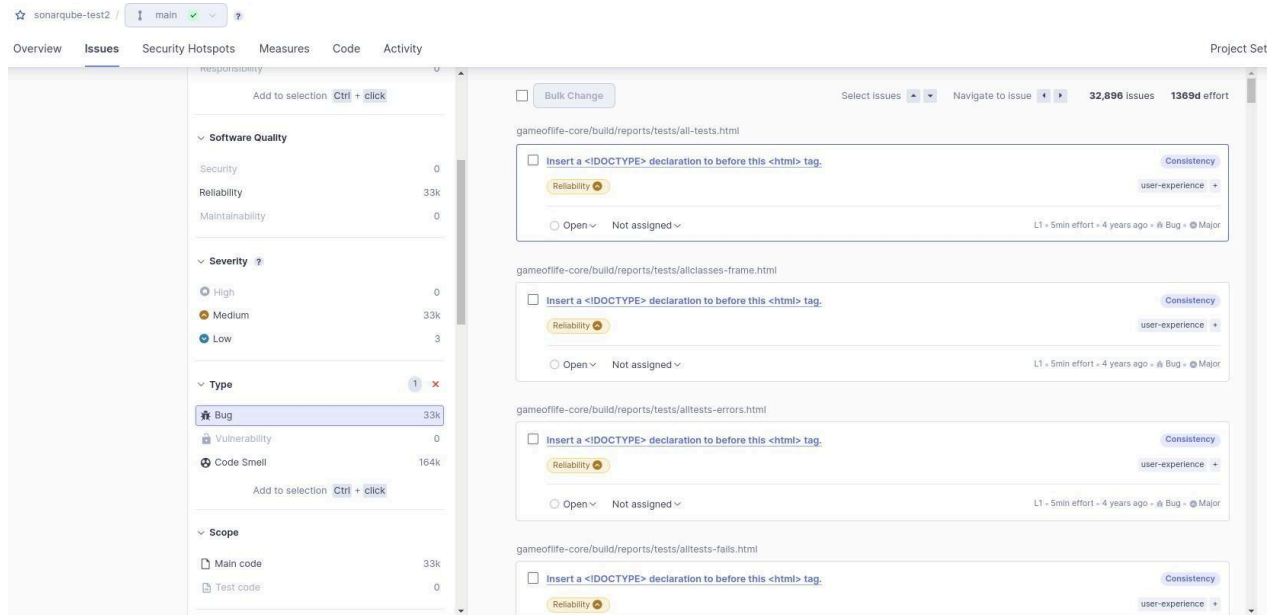 sonarqube-test2 / main ?
Overview Issues Security Hotspots Measures Code Activity Project Set
Responsibility 0
Add to selection Ctrl + click
Software Quality
Security 0
Reliability 33k
Maintainability 0
Severity ?
High 0
Medium 33k
Low 3
Type 1
Bug 33k
Vulnerability 0
Code Smell 164k
Add to selection Ctrl + click
Scope
Main code 33k
Test code 0
Bulk Change Select issues Navigate to issue 32,896 issues 1369d effort
gameoflife-core/build/reports/tests/all-tests.html
Insert a <!DOCTYPE> declaration to before this <html> tag. Consistency
Reliability user-experience +
Open Not assigned L1 • 5min effort • 4 years ago • Bug • Major
gameoflife-core/build/reports/tests/allclasses-frame.html
Insert a <!DOCTYPE> declaration to before this <html> tag. Consistency
Reliability user-experience +
Open Not assigned L1 • 5min effort • 4 years ago • Bug • Major
gameoflife-core/build/reports/tests/alltests-errors.html
Insert a <!DOCTYPE> declaration to before this <html> tag. Consistency
Reliability user-experience +
Open Not assigned L1 • 5min effort • 4 years ago • Bug • Major
gameoflife-core/build/reports/tests/alltests-fails.html
Insert a <!DOCTYPE> declaration to before this <html> tag. Consistency
Reliability user-experience +